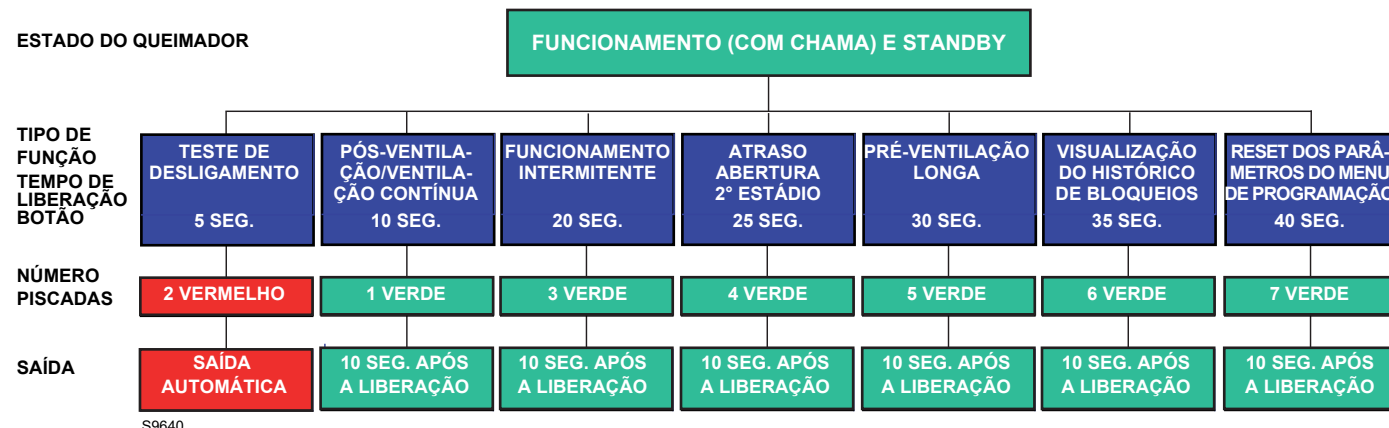 ESTADO DO QUEIMADOR
FUNCIONAMENTO (COM CHAMA) E STANDBY
TIPO DE
FUNÇÃO
TEMPO DE
LIBERAÇÃO
BOTÃO
TESTE DE
DESLIGAMENTO
5 SEG.
PÓS-VENTILA-
ÇÃO/VENTILA-
ÇÃO CONTÍNUA
10 SEG.
FUNCIONAMENTO
INTERMITENTE
20 SEG.
ATRASO
ABERTURA
2° ESTÁDIO
25 SEG.
PRÉ-VENTILAÇÃO
LONGA
30 SEG.
VISUALIZAÇÃO
DO HISTÓRICO
DE BLOQUEIOS
35 SEG.
RESET DOS PARÂ-
METROS DO MENU
DE PROGRAMAÇÃO
40 SEG.
NÚMERO
PISCADAS
2 VERMELHO
1 VERDE
3 VERDE
4 VERDE
5 VERDE
6 VERDE
7 VERDE
SAÍDA
SAÍDA
AUTOMÁTICA
10 SEG. APÓS
A LIBERAÇÃO
10 SEG. APÓS
A LIBERAÇÃO
10 SEG. APÓS
A LIBERAÇÃO
10 SEG. APÓS
A LIBERAÇÃO
10 SEG. APÓS
A LIBERAÇÃO
10 SEG. APÓS
A LIBERAÇÃO
S9640